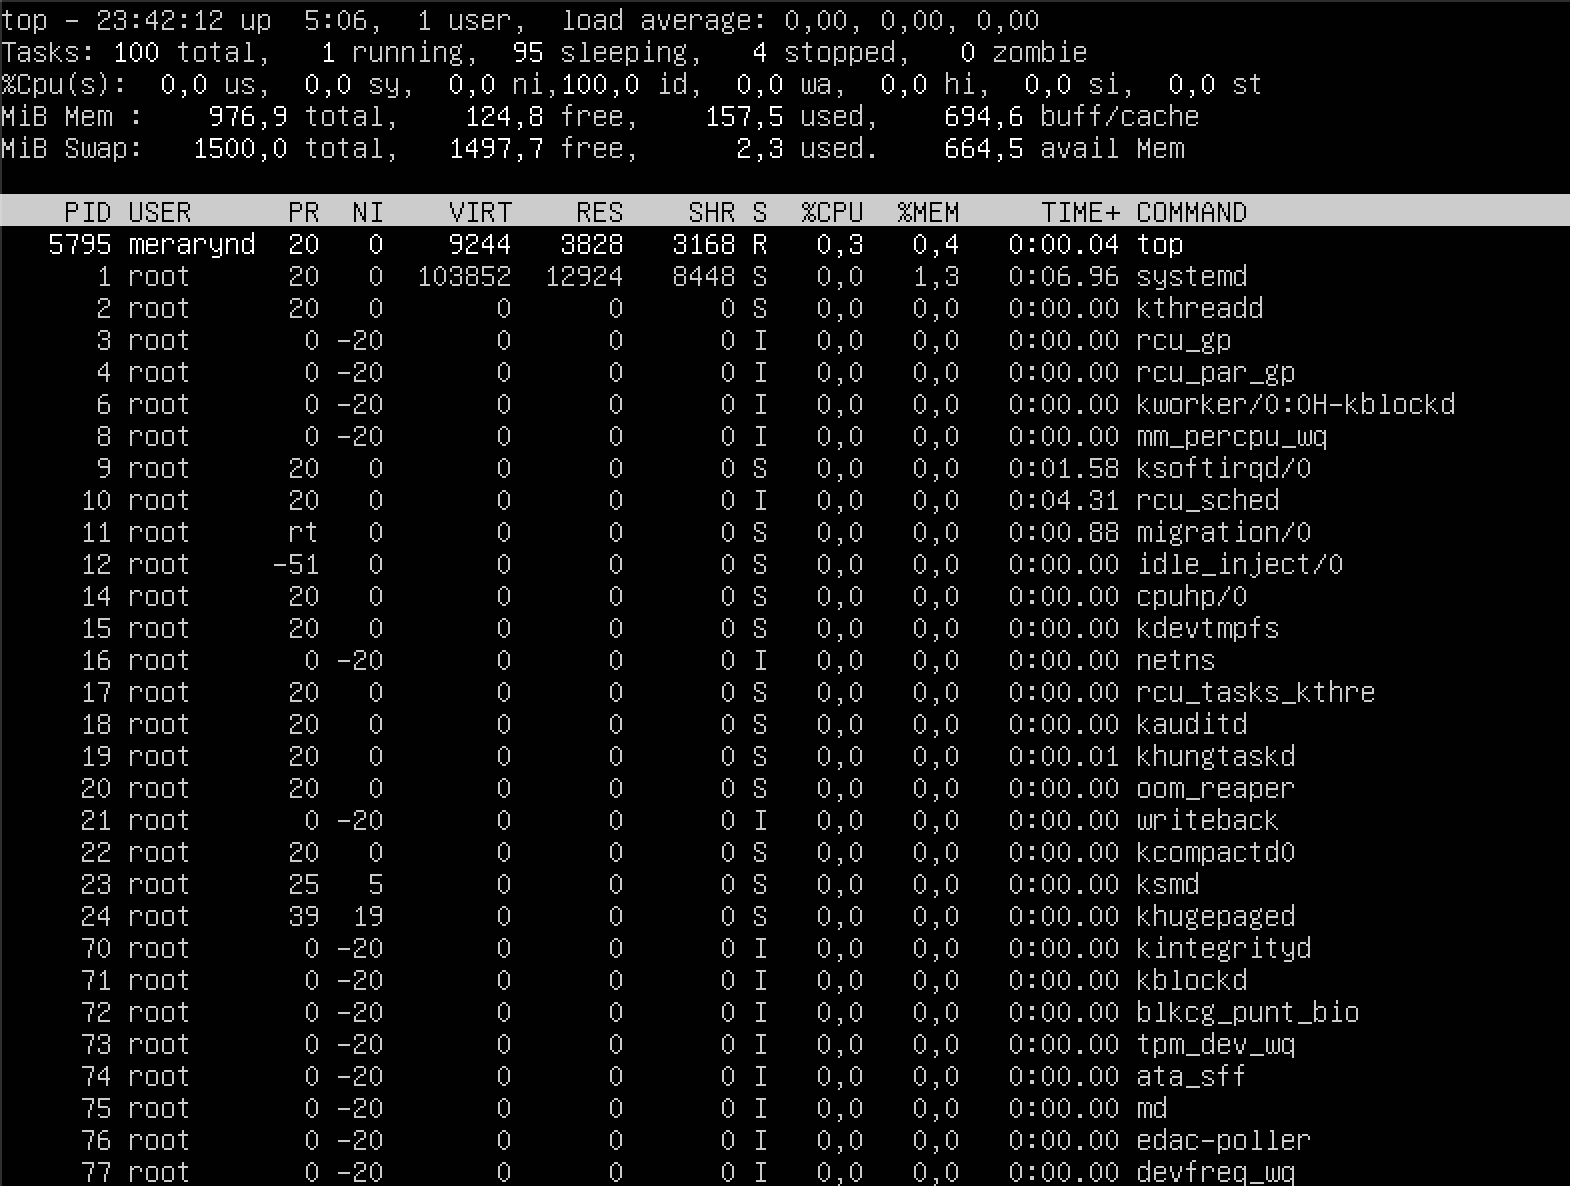 top - 23:42:12 up  5:06,  1 user,  load average: 0,00, 0,00, 0,00
Tasks: 100 total,   1 running,  95 sleeping,   4 stopped,   0 zombie
%Cpu(s):  0,0 us,  0,0 sy,  0,0 ni,100,0 id,  0,0 wa,  0,0 hi,  0,0 si,  0,0 st
MiB Mem :    976,9 total,    124,8 free,    157,5 used,    694,6 buff/cache
MiB Swap:   1500,0 total,   1497,7 free,      2,3 used.    664,5 avail Mem
    PID USER      PR  NI    VIRT    RES    SHR S  %CPU  %MEM     TIME+ COMMAND
   5795 merarynd  20   0    9244   3828   3168 R   0,3   0,4   0:00.04 top
      1 root      20   0  103852  12924   8448 S   0,0   1,3   0:06.96 systemd
      2 root      20   0       0      0      0 S   0,0   0,0   0:00.00 kthreadd
      3 root       0 -20       0      0      0 I   0,0   0,0   0:00.00 rcu_gp
      4 root       0 -20       0      0      0 I   0,0   0,0   0:00.00 rcu_par_gp
      6 root       0 -20       0      0      0 I   0,0   0,0   0:00.00 kworker/0:0H-kblockd
      8 root       0 -20       0      0      0 I   0,0   0,0   0:00.00 mm_percpu_wq
      9 root      20   0       0      0      0 S   0,0   0,0   0:01.58 ksoftirqd/0
     10 root      20   0       0      0      0 I   0,0   0,0   0:04.31 rcu_sched
     11 root      rt   0       0      0      0 S   0,0   0,0   0:00.88 migration/0
     12 root     -51   0       0      0      0 S   0,0   0,0   0:00.00 idle_inject/0
     14 root      20   0       0      0      0 S   0,0   0,0   0:00.00 cpuhp/0
     15 root      20   0       0      0      0 S   0,0   0,0   0:00.00 kdevtmpfs
     16 root       0 -20       0      0      0 I   0,0   0,0   0:00.00 netns
     17 root      20   0       0      0      0 S   0,0   0,0   0:00.00 rcu_tasks_kthre
     18 root      20   0       0      0      0 S   0,0   0,0   0:00.00 kauditd
     19 root      20   0       0      0      0 S   0,0   0,0   0:00.01 khungtaskd
     20 root      20   0       0      0      0 S   0,0   0,0   0:00.00 oom_reaper
     21 root       0 -20       0      0      0 I   0,0   0,0   0:00.00 writeback
     22 root      20   0       0      0      0 S   0,0   0,0   0:00.00 kcompactd0
     23 root      25   5       0      0      0 S   0,0   0,0   0:00.00 ksmd
     24 root      39  19       0      0      0 S   0,0   0,0   0:00.00 khugepaged
     70 root       0 -20       0      0      0 I   0,0   0,0   0:00.00 kintegrityd
     71 root       0 -20       0      0      0 I   0,0   0,0   0:00.00 kblockd
     72 root       0 -20       0      0      0 I   0,0   0,0   0:00.00 blkcg_punt_bio
     73 root       0 -20       0      0      0 I   0,0   0,0   0:00.00 tpm_dev_wq
     74 root       0 -20       0      0      0 I   0,0   0,0   0:00.00 ata_sff
     75 root       0 -20       0      0      0 I   0,0   0,0   0:00.00 md
     76 root       0 -20       0      0      0 I   0,0   0,0   0:00.00 edac-poller
     77 root       0 -20       0      0      0 I   0,0   0,0   0:00.00 devfreq_wq